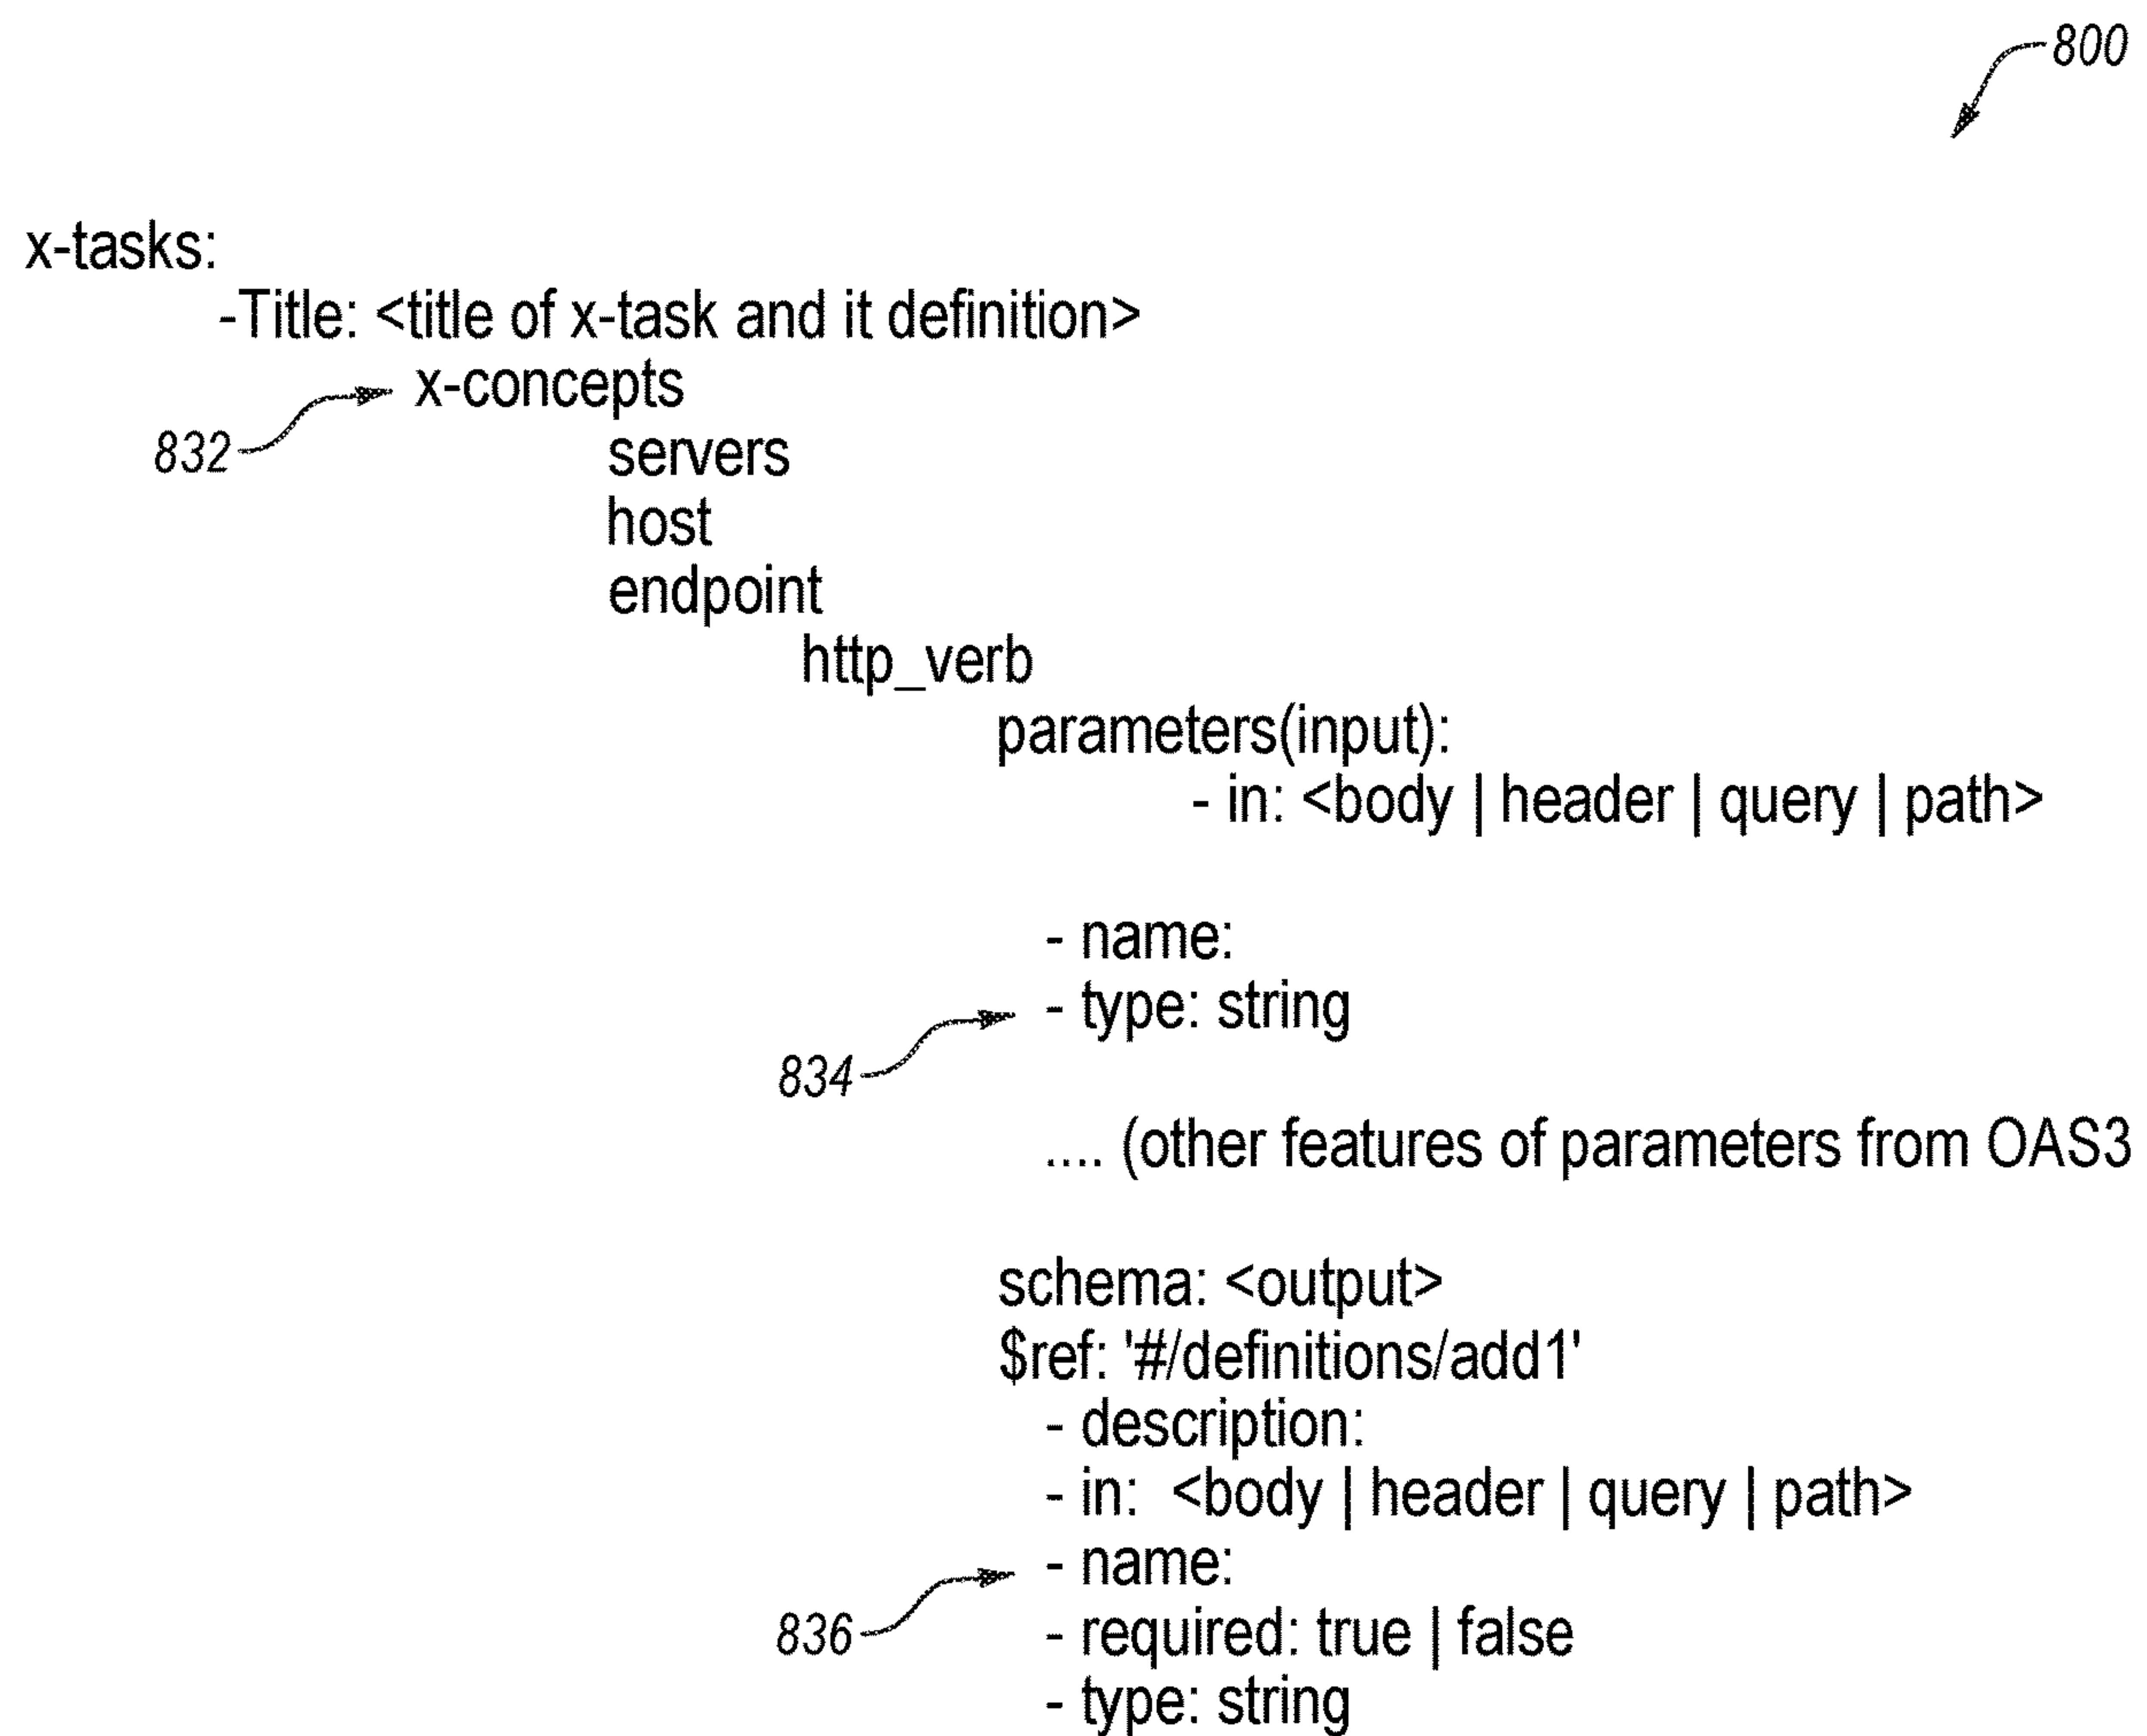 800
x-tasks:
-Title: <title of x-task and it definition>
x-concepts
832
servers
host
endpoint
http_verb
parameters(input):
- in: <body | header | query | path>
- name:
- type: string
834
.... (other features of parameters from OAS3
schema: <output>
$ref: '#/definitions/add1'
- description:
- in: <body | header | query | path>
- name:
836
- required: true | false
- type: string